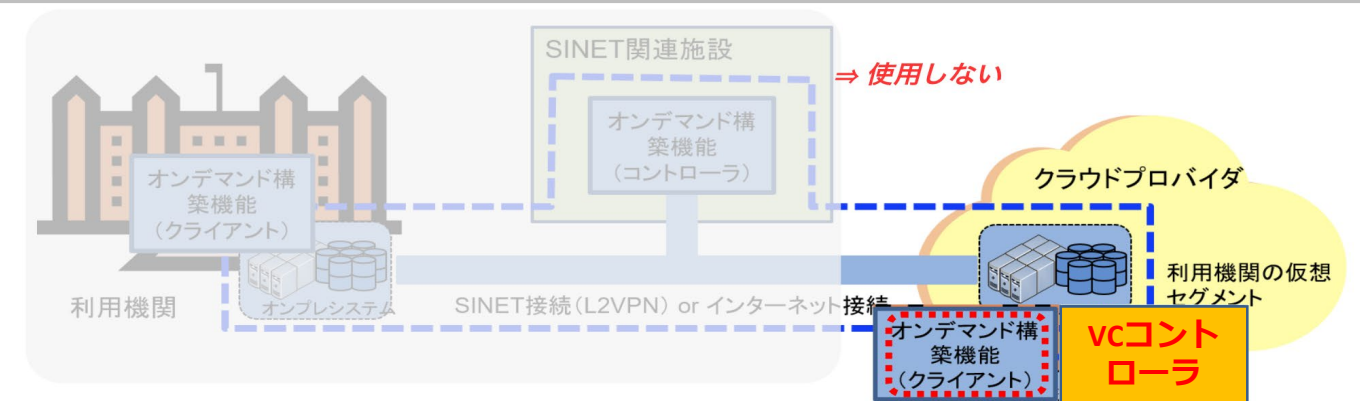 SINET関連施設
⇒ 使用しない
オンデマンド構
築機能
(コントローラ)
クラウドプロバイダ
オンデマンド構
築機能
(クライアント)
利用機関の仮想
セグメント
利用機関
オンプレシステム
SINET接続(L2VPN) or インターネット接続
オンデマンド構
築機能
(クライアント)
VCコント
ローラ